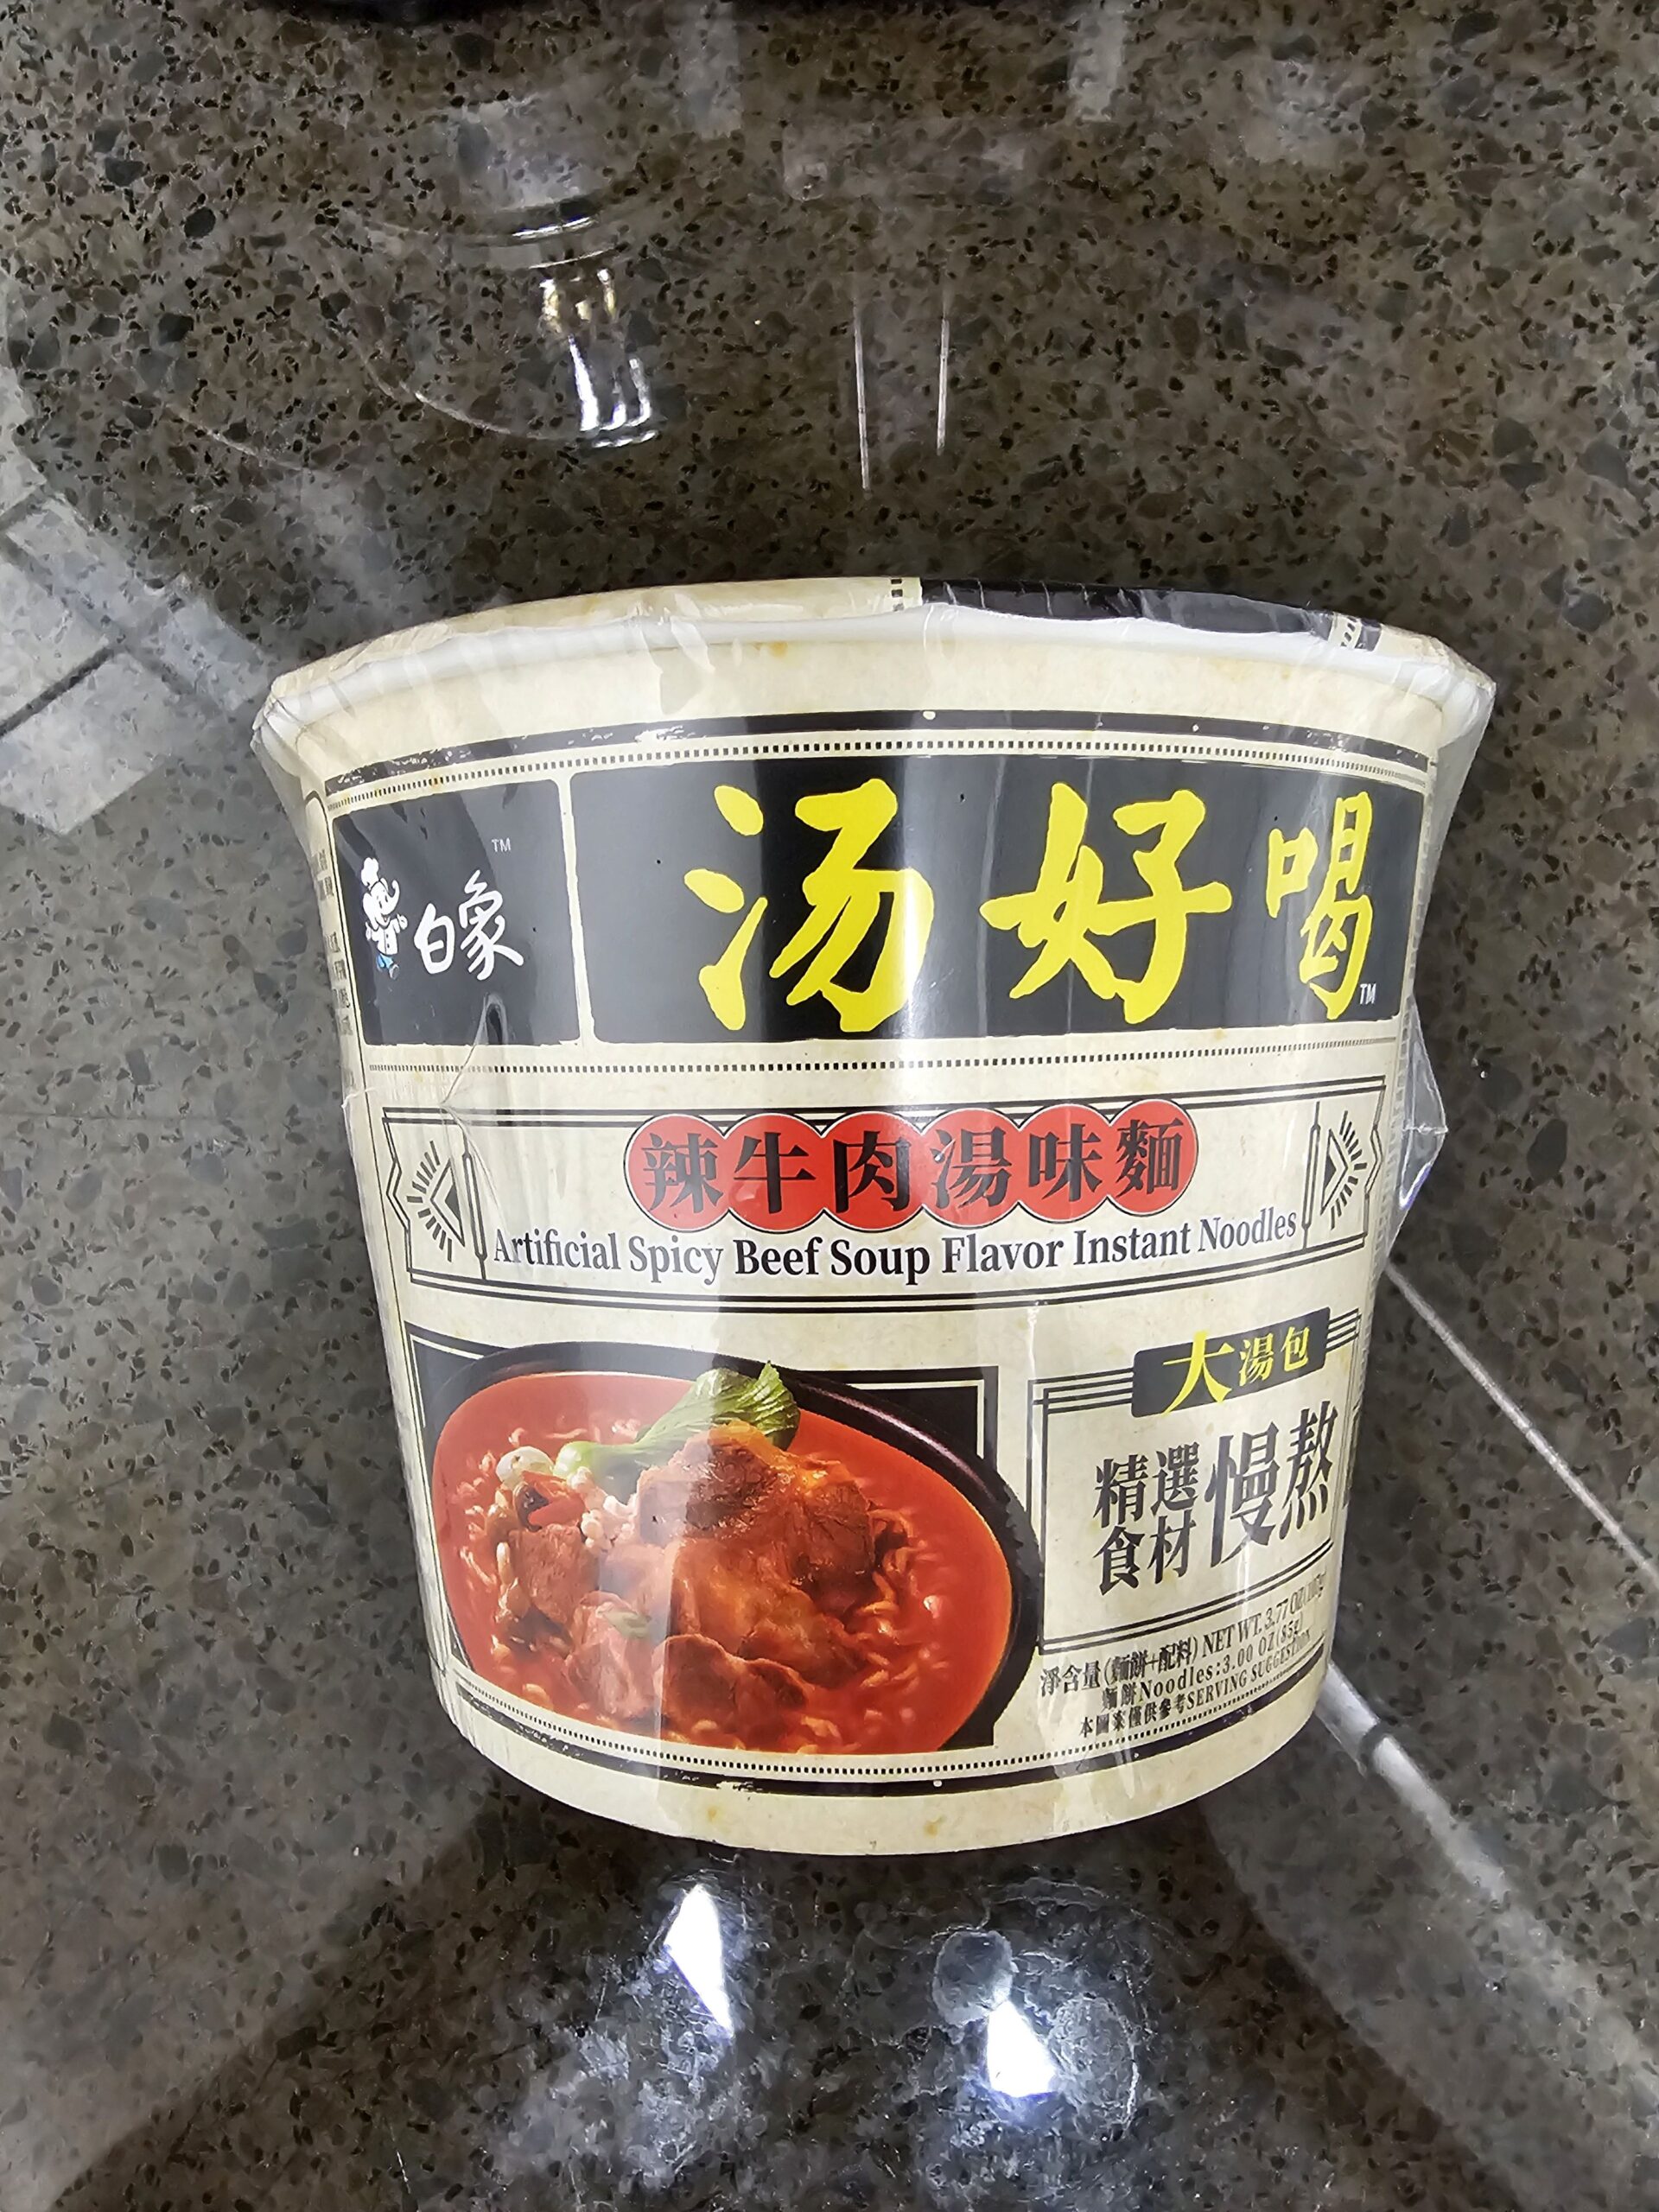 白象 TM
汤好喝 TM
辣牛肉湯味麵
Artificial Spicy Beef Soup Flavor Instant Noodles
大湯包
精選
食材
慢熬
淨含量(麵餅+配料) NET WT. 3.77 OZ(107g)
麵餅Noodles:3.00 OZ(85g)
本圖案僅供參考SERVING SUGGESTION